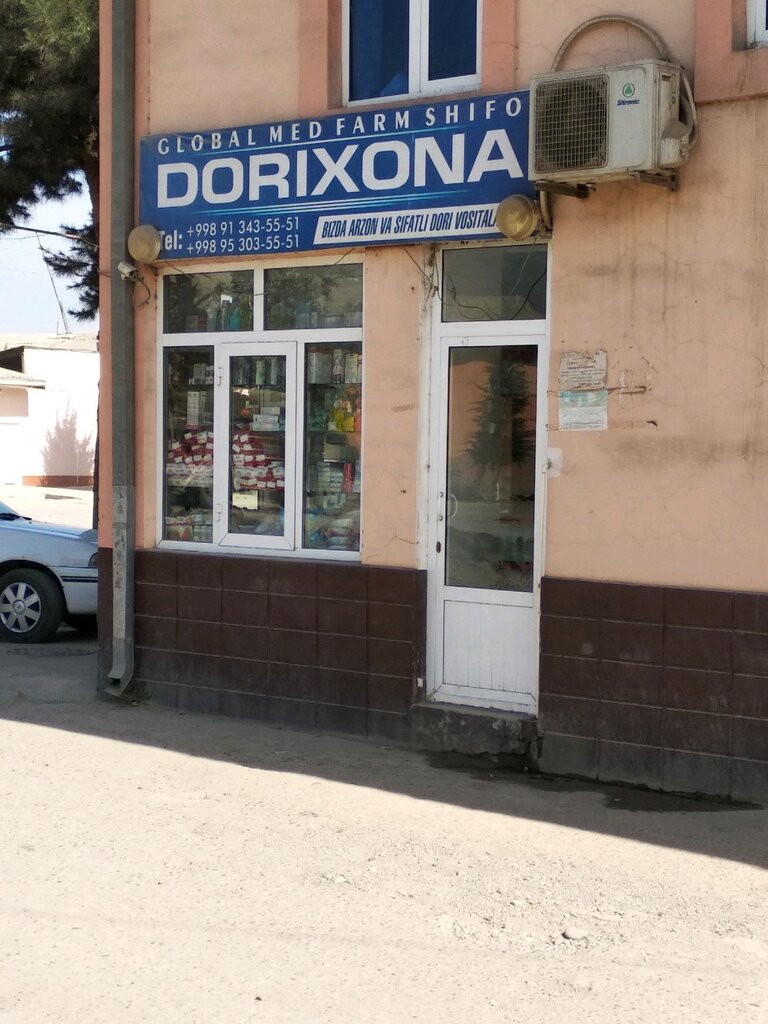 GLOBAL MED FARM SHIFO
DORIXONA
Tel: +998 91 343-55-51
+998 95 303-55-51
BIZDA ARZON VA SIFATLI DORI
Sitronic